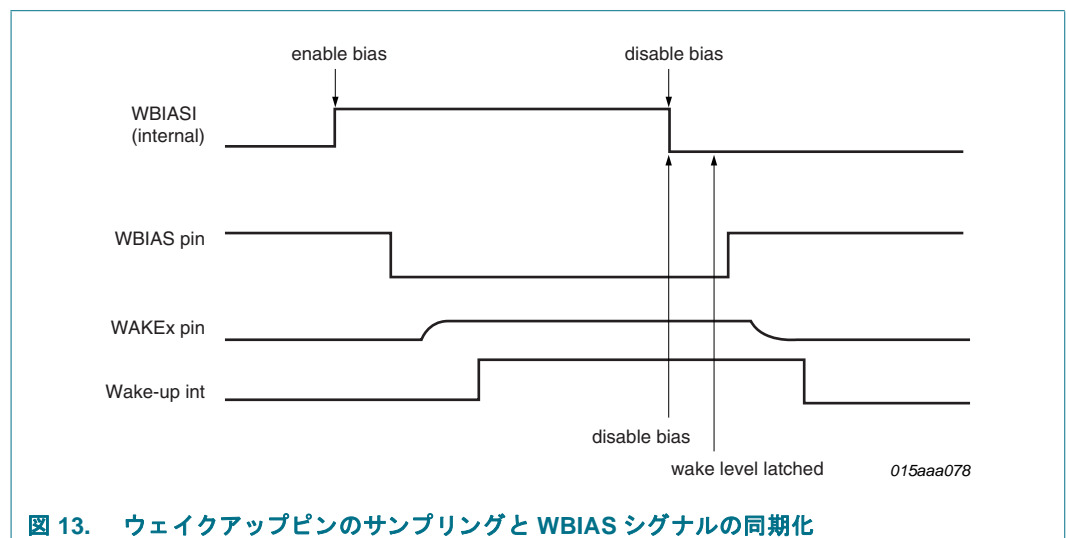 enable bias
disable bias
WBIASI
(internal)
WBIAS pin
WAKEx pin
Wake-up int
disable bias
wake level latched
015aaa078
図 13. ウェイクアップピンのサンプリングと WBIAS シグナルの同期化